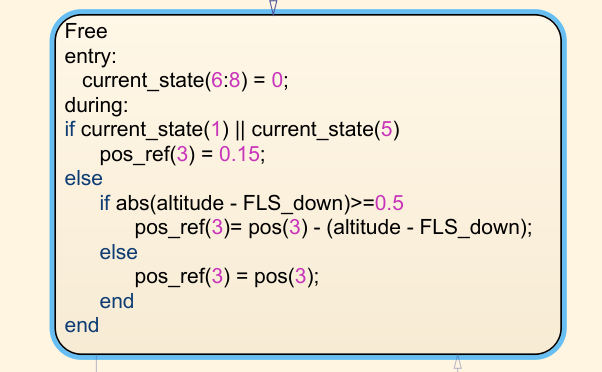 Free
entry:
current_state(6:8) = 0;
during:
if current_state(1) || current_state(5)
pos_ref(3) = 0.15;
else
if abs(altitude - FLS_down)>=0.5
pos_ref(3)= pos(3) - (altitude - FLS_down);
else
pos_ref(3) = pos(3);
end
end